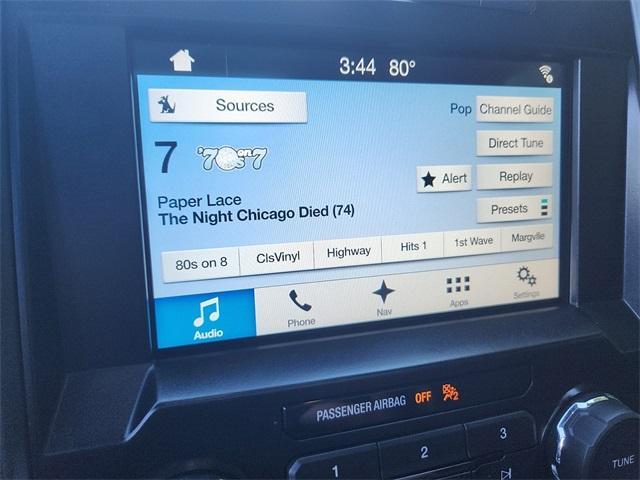 3:44 80°
Sources
Pop
Channel Guide
7
'70s on 7
Direct Tune
Alert
Replay
Paper Lace
The Night Chicago Died (74)
Presets
80s on 8
ClsVinyl
Highway
Hits 1
1st Wave
Margville
Audio
Phone
Nav
Apps
Settings
PASSENGER AIRBAG OFF
2
1
2
3
TUNE